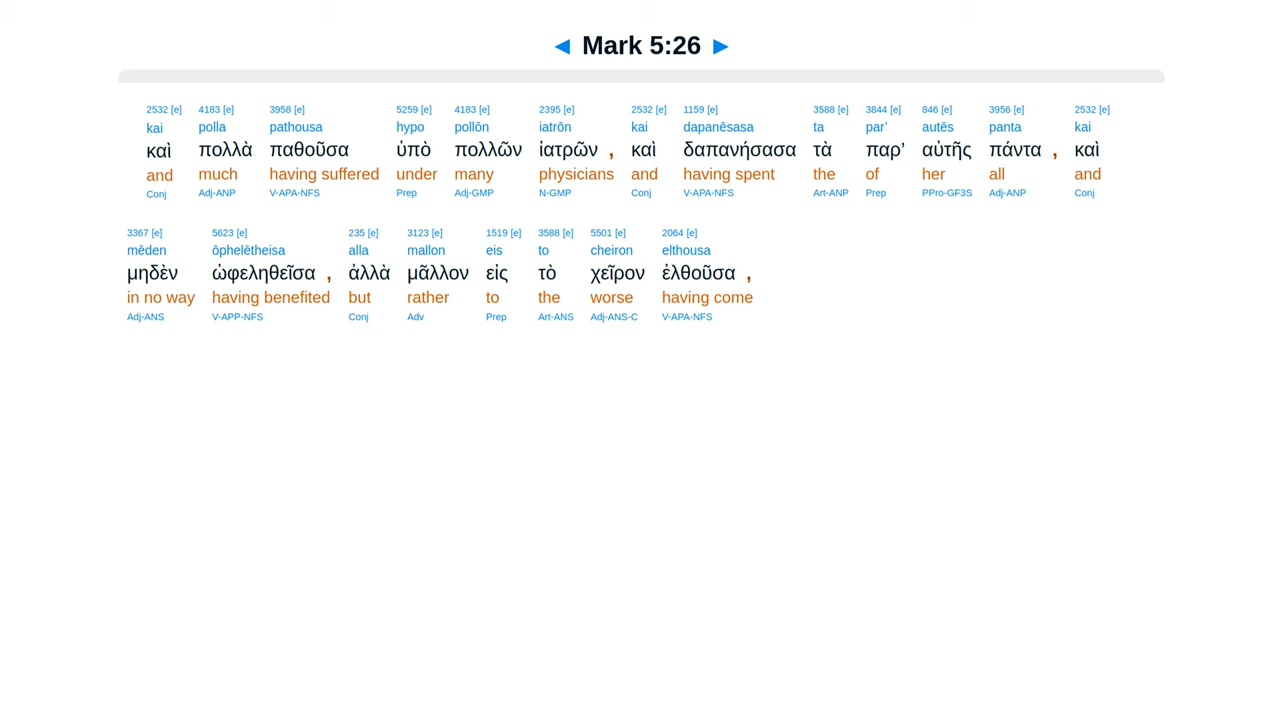 ◄ Mark 5:26 ►
2532 [e] 4183 [e] 3958 [e] 5259 [e] 4183 [e] 2395 [e] 2532 [e] 1159 [e] 3588 [e] 3844 [e] 846 [e] 3956 [e] 2532 [e]
kai polla pathousa hypo pollōn iatrōn kai dapanēsasa ta par’ autēs panta kai
καὶ πολλὰ παθοῦσα ὑπὸ πολλῶν ἰατρῶν , καὶ δαπανήσασα τὰ παρ’ αὐτῆς πάντα , καὶ
and much having suffered under many physicians and having spent the of her all and
Conj Adj-ANP V-APA-NFS Prep Adj-GMP N-GMP Conj V-APA-NFS Art-ANP Prep PPro-GF3S Adj-ANP Conj
3367 [e] 5623 [e] 235 [e] 3123 [e] 1519 [e] 3588 [e] 5501 [e] 2064 [e]
mēden ōphelētheisa alla mallon eis to cheiron elthousa
μηδὲν ὠφεληθεῖσα , ἀλλὰ μᾶλλον εἰς τὸ χεῖρον ἐλθοῦσα ,
in no way having benefited but rather to the worse having come
Adj-ANS V-APP-NFS Conj Adv Prep Art-ANS Adj-ANS-C V-APA-NFS